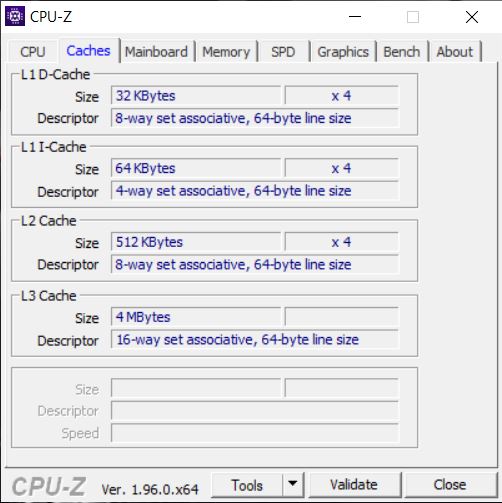 CPU-Z
CPU Caches Mainboard Memory SPD Graphics Bench About
L1 D-Cache
Size 32 KBytes x 4
Descriptor 8-way set associative, 64-byte line size
L1 I-Cache
Size 64 KBytes x 4
Descriptor 4-way set associative, 64-byte line size
L2 Cache
Size 512 KBytes x 4
Descriptor 8-way set associative, 64-byte line size
L3 Cache
Size 4 MBytes
Descriptor 16-way set associative, 64-byte line size
Size
Descriptor
Speed
CPU-Z Ver. 1.96.0.x64 Tools Validate Close